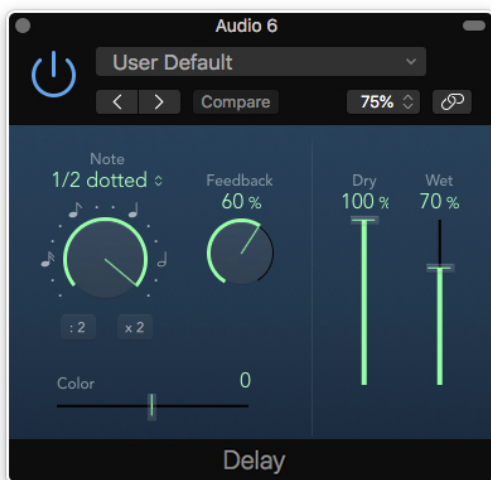 Audio 6
User Default
Compare
75%
Note
1/2 dotted
Feedback
60 %
Dry
100 %
Wet
70 %
: 2
x 2
Color
0
Delay